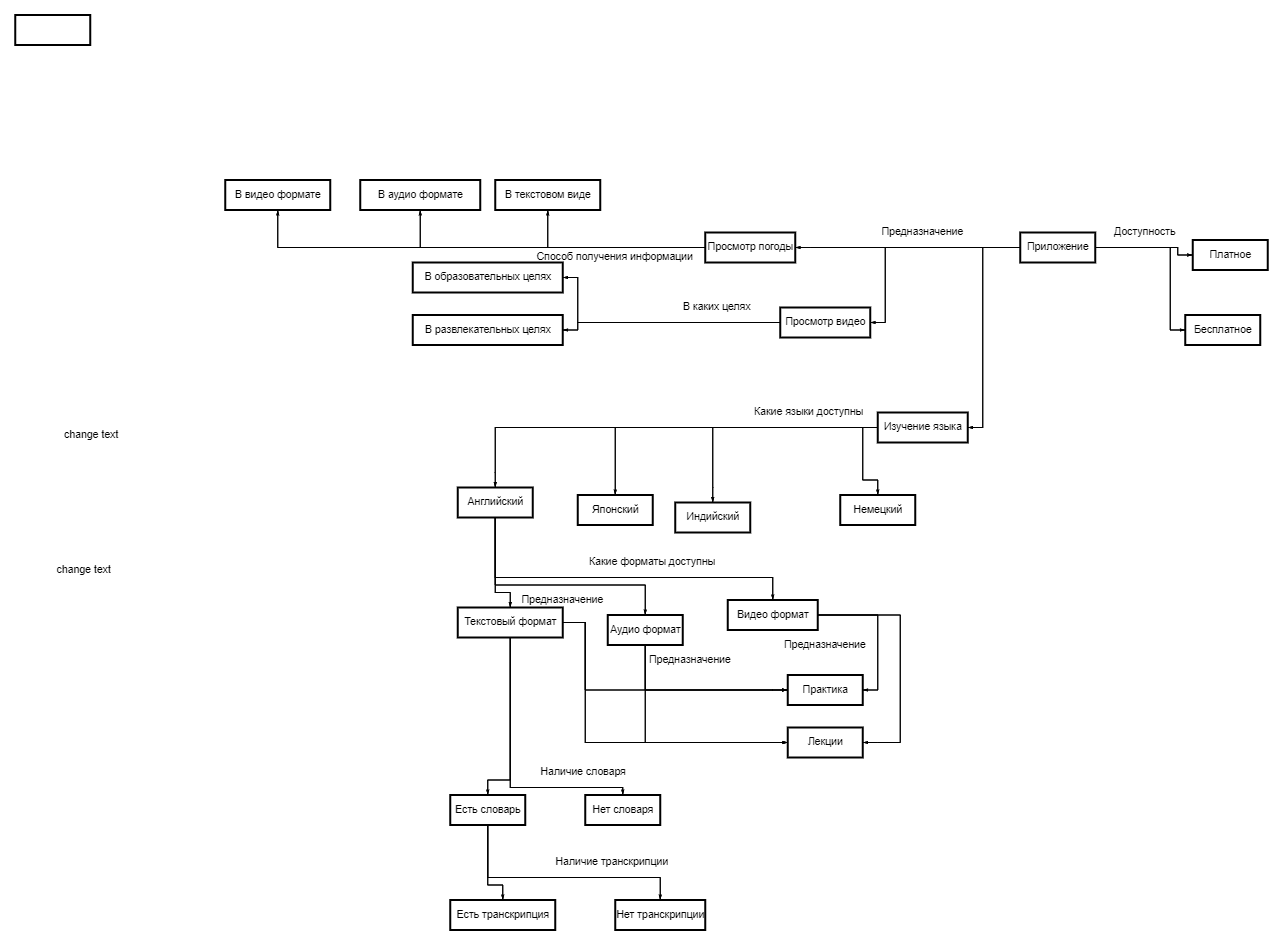 В видео формате
В аудио формате
В текстовом виде
Предназначение
Доступность
Просмотр погоды
Приложение
Способ получения информации
Платное
В образовательных целях
В каких целях
Просмотр видео
В развлекательных целях
Бесплатное
Какие языки доступны
Изучение языка
change text
Английский
Японский
Индийский
Немецкий
Какие форматы доступны
change text
Предназначение
Текстовый формат
Аудио формат
Видео формат
Предназначение
Предназначение
Практика
Лекции
Наличие словаря
Есть словарь
Нет словаря
Наличие транскрипции
Есть транскрипция
Нет транскрипции